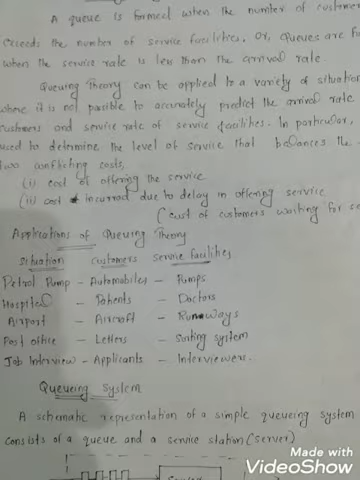 A queue is formed when the number of customer
exceeds the number of service facilities. Or, Queues are
when the service rate is less than the arrival rate.
Queuing Theory can be applied to a variety of situation
where it is not possible to accurately predict the arrival rate
customers and service rate of service facilities. In particular,
used to determine the level of service that balances the
two conflicting costs,
(i) cost of offering the service
(ii) cost incurred due to delay in offering service
(cust of customers waiting for se
Applications of Queuing Theory
Situation customers service facilities
Petrol Pump - Automobiles - Pumps
Hospital - Patients - Doctors
Airport - Aircraft - Runways
Post office - Letters - Sorting system
Job Interview - Applicants - Interviewer.
Queueing System
A schematic representation of a simple queueing system
consists of a queue and a service station (server)
Made with
VideoShow